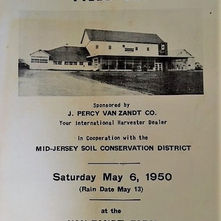 Sponsored by
J. PERCY VAN ZANDT CO.
Your International Harvester Dealer
In Cooperation with the
MID-JERSEY SOIL CONSERVATION DISTRICT
Saturday May 6, 1950
(Rain Date May 13)
at the